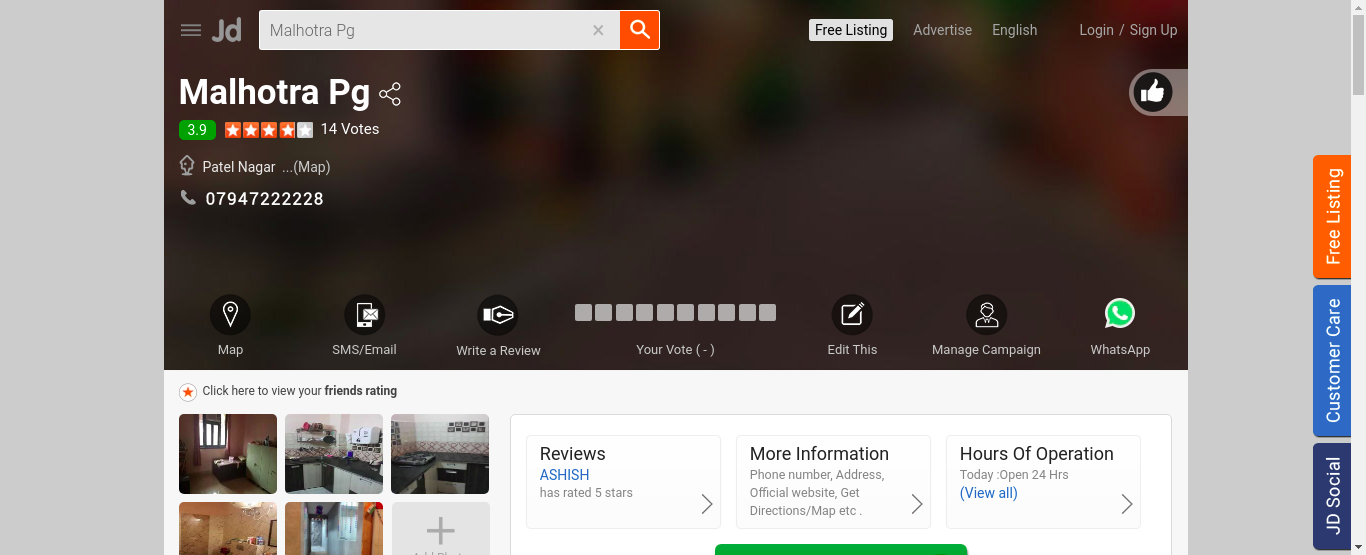 Jd
Malhotra Pg
Free Listing
Advertise
English
Login / Sign Up
Malhotra Pg
3.9
14 Votes
Patel Nagar ...(Map)
07947222228
Map
SMS/Email
Write a Review
Your Vote ( - )
Edit This
Manage Campaign
WhatsApp
Click here to view your friends rating
Reviews
ASHISH
has rated 5 stars
More Information
Phone number, Address,
Official website, Get
Directions/Map etc .
Hours Of Operation
Today :Open 24 Hrs
(View all)
Free Listing
Customer Care
JD Social